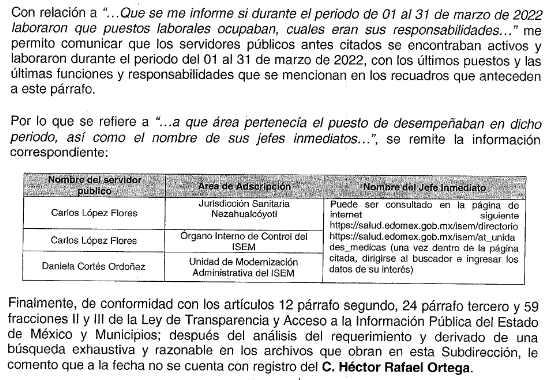 Con relación a "...Que se me informe si durante el periodo de 01 al 31 de marzo de 2022
laboraron que puestos laborales ocupaban, cuales eran sus responsabilidades..." me
permito comunicar que los servidores públicos antes citados se encontraban activos y
laboraron durante el periodo del 01 al 31 de marzo de 2022, con los últimos puestos y las
últimas funciones y responsabilidades que se mencionan en los recuadros que anteceden
a este párrafo.
Por lo que se refiere a "...a que área pertenecía el puesto de desempeñaban en dicho
periodo, así como el nombre de sus jefes inmediatos...", se remite la información
correspondiente:
Nombre del servidor
público
Área de Adscripción
Nombre del Jefe Inmediato
Carlos López Flores
Jurisdicción Sanitaria
Nezahualcóyotl
Carlos López Flores
Órgano Interno de Control del
ISEM
Daniela Cortés Ordoñez
Unidad de Modernización
Administrativa del ISEM
Puede ser consultado en la página de
internet siguiente
https://salud.edomex.gob.mx/isem/directorio
https://salud.edomex.gob.mx/isem/at_unida
des_medicas (una vez dentro de la página
citada, dirigirse al buscador e ingresar los
datos de su interés)
Finalmente, de conformidad con los artículos 12 párrafo segundo, 24 párrafo tercero y 59
fracciones II y III de la Ley de Transparencia y Acceso a la Información Pública del Estado
de México y Municipios; después del análisis del requerimiento y derivado de una
búsqueda exhaustiva y razonable en los archivos que obran en esta Subdirección, le
comento que a la fecha no se cuenta con registro del C. Héctor Rafael Ortega.